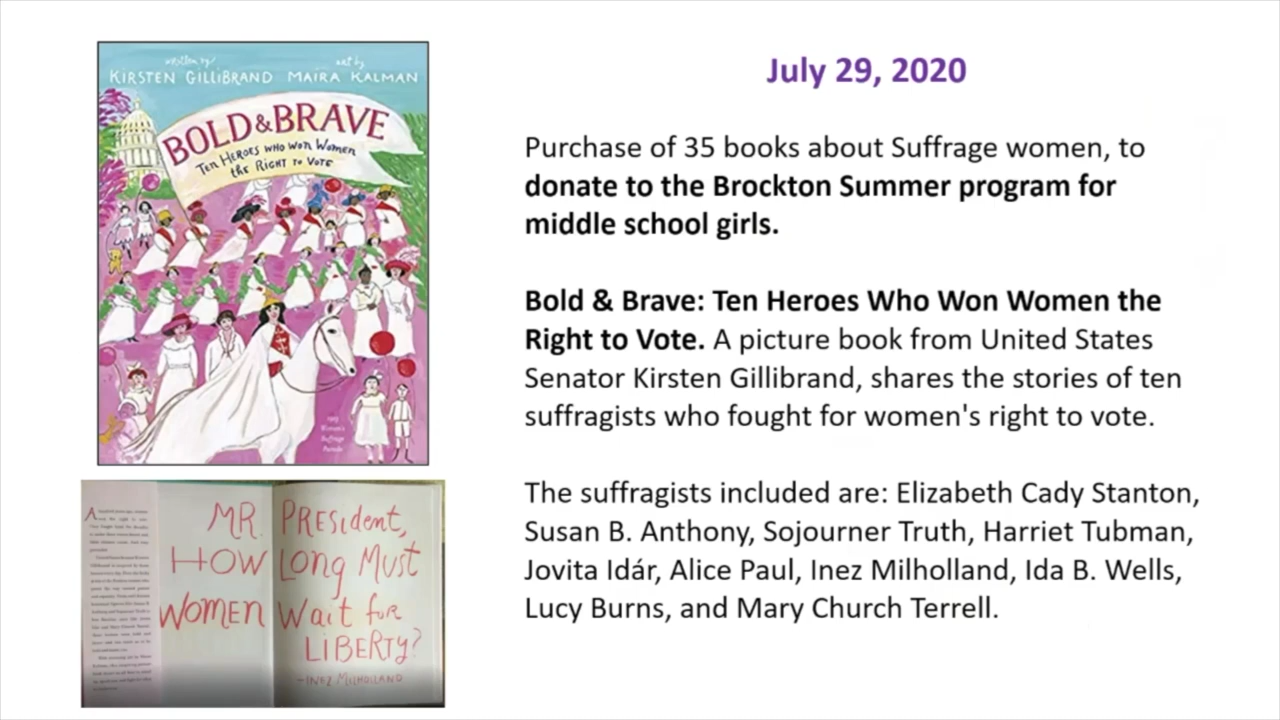 written by art by
KIRSTEN GILLIBRAND MAIRA KALMAN
BOLD & BRAVE
TEN HEROES WHO WON WOMEN
the RIGHT to VOTE
1913
Women's
Suffrage
Parade
MR. PRESIDENT,
HOW LONG MUST
WOMEN WAIT FOR
LIBERTY?
-INEZ MILHOLLAND
July 29, 2020
Purchase of 35 books about Suffrage women, to
donate to the Brockton Summer program for
middle school girls.
Bold & Brave: Ten Heroes Who Won Women the
Right to Vote. A picture book from United States
Senator Kirsten Gillibrand, shares the stories of ten
suffragists who fought for women's right to vote.
The suffragists included are: Elizabeth Cady Stanton,
Susan B. Anthony, Sojourner Truth, Harriet Tubman,
Jovita Idár, Alice Paul, Inez Milholland, Ida B. Wells,
Lucy Burns, and Mary Church Terrell.